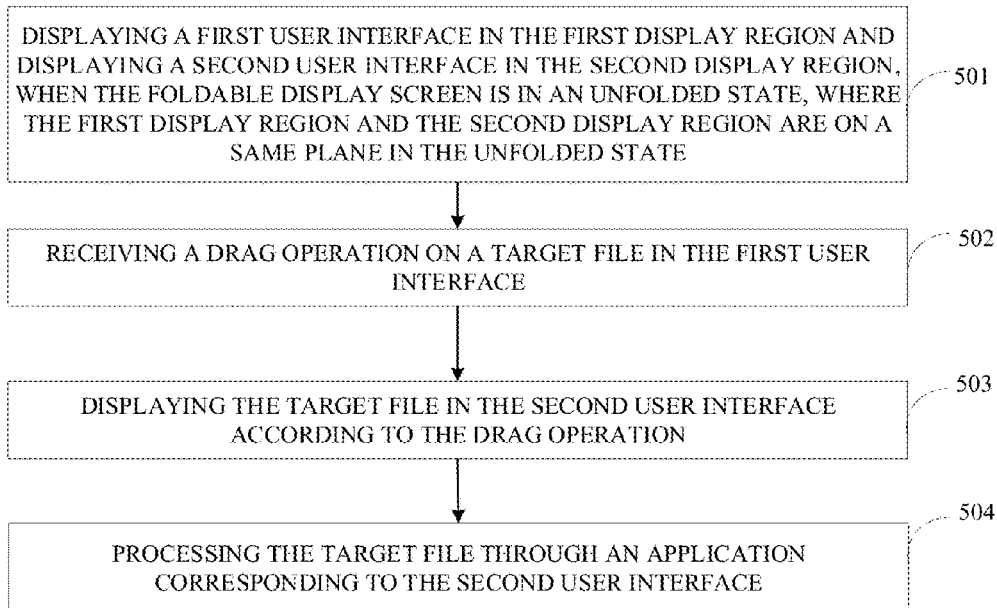 DISPLAYING A FIRST USER INTERFACE IN THE FIRST DISPLAY REGION AND
DISPLAYING A SECOND USER INTERFACE IN THE SECOND DISPLAY REGION,
WHEN THE FOLDABLE DISPLAY SCREEN IS IN AN UNFOLDED STATE, WHERE
THE FIRST DISPLAY REGION AND THE SECOND DISPLAY REGION ARE ON A
SAME PLANE IN THE UNFOLDED STATE
501
RECEIVING A DRAG OPERATION ON A TARGET FILE IN THE FIRST USER
INTERFACE
502
DISPLAYING THE TARGET FILE IN THE SECOND USER INTERFACE
ACCORDING TO THE DRAG OPERATION
503
PROCESSING THE TARGET FILE THROUGH AN APPLICATION
CORRESPONDING TO THE SECOND USER INTERFACE
504